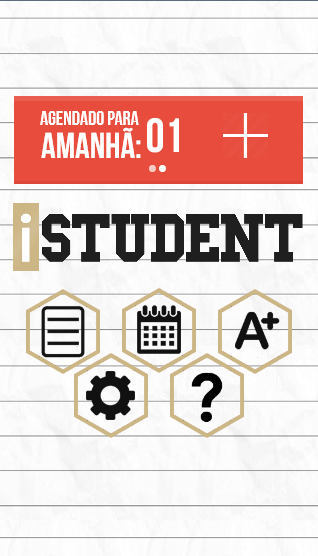 AGENDADO PARA
AMANHÃ: 01
iSTUDENT
A+
?